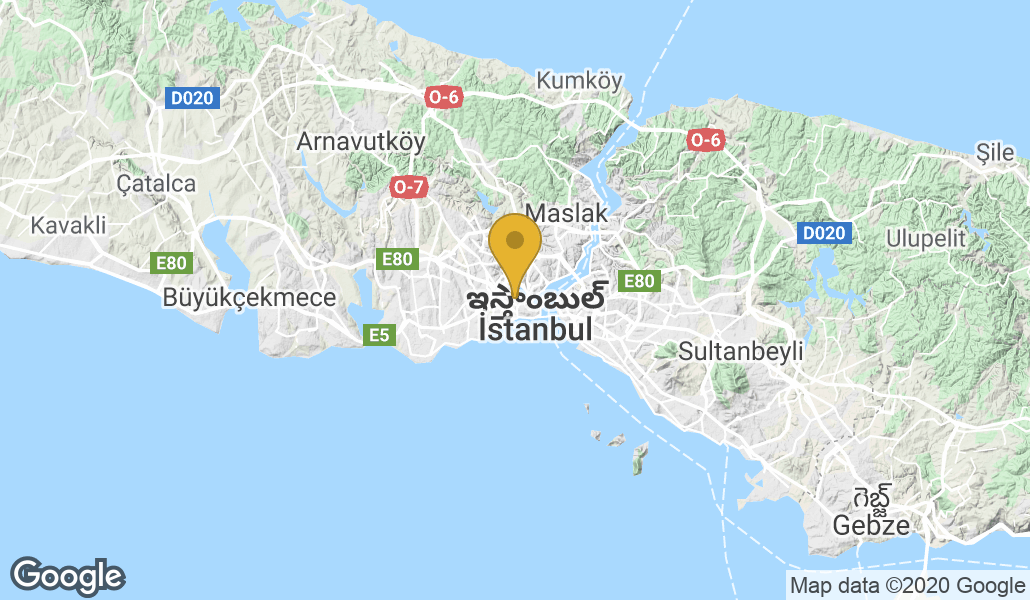 Kumköy
O-6
D020
Arnavutköy
O-6
Şile
Çatalca
O-7
Maslak
Kavakli
D020
Ulupelit
E80
E80
E80
Büyükçekmece
ఇస్తాంబుల్
İstanbul
E5
Sultanbeyli
గెబ్జ్
Gebze
Google
Map data ©2020 Google